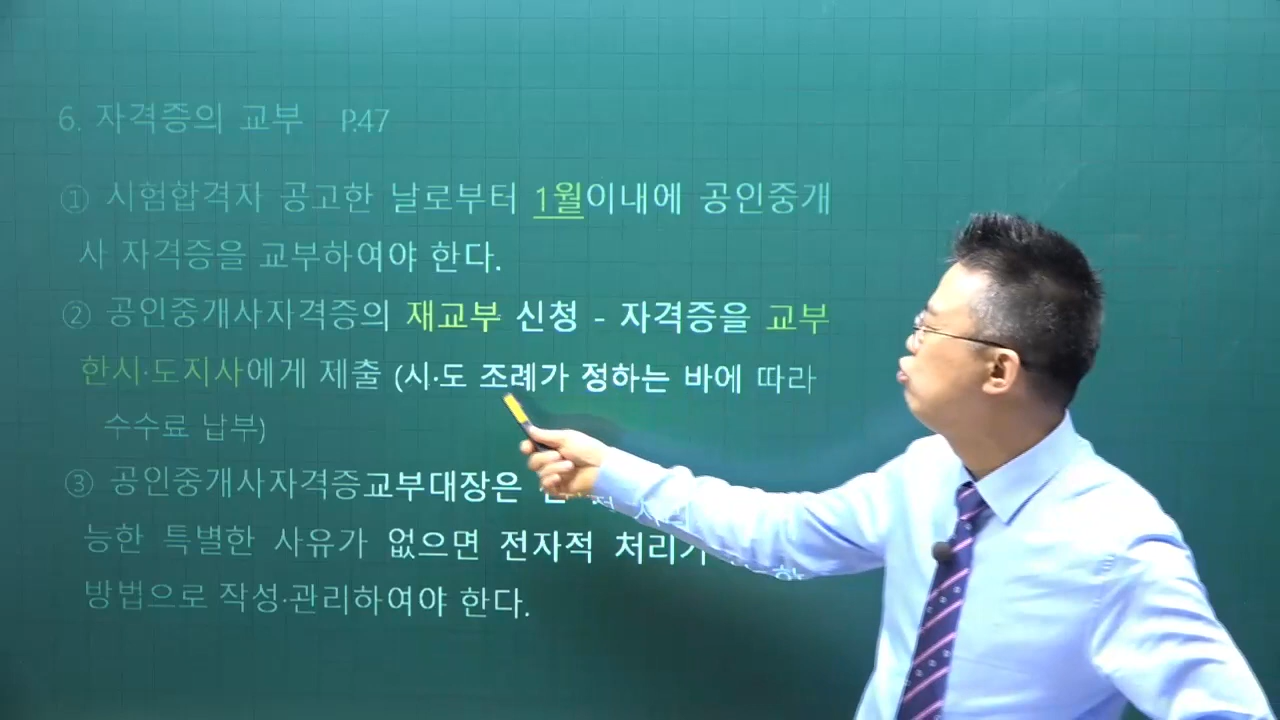 6. 자격증의 교부 P.47
① 시험합격자 공고한 날로부터 1월이내에 공인중개
사 자격증을 교부하여야 한다.
② 공인중개사자격증의 재교부 신청 - 자격증을 교부
한시·도지사에게 제출 (시·도 조례가 정하는 바에 따라
수수료 납부)
③ 공인중개사자격증교부대장은
능한 특별한 사유가 없으면 전자적 처리가
방법으로 작성·관리하여야 한다.